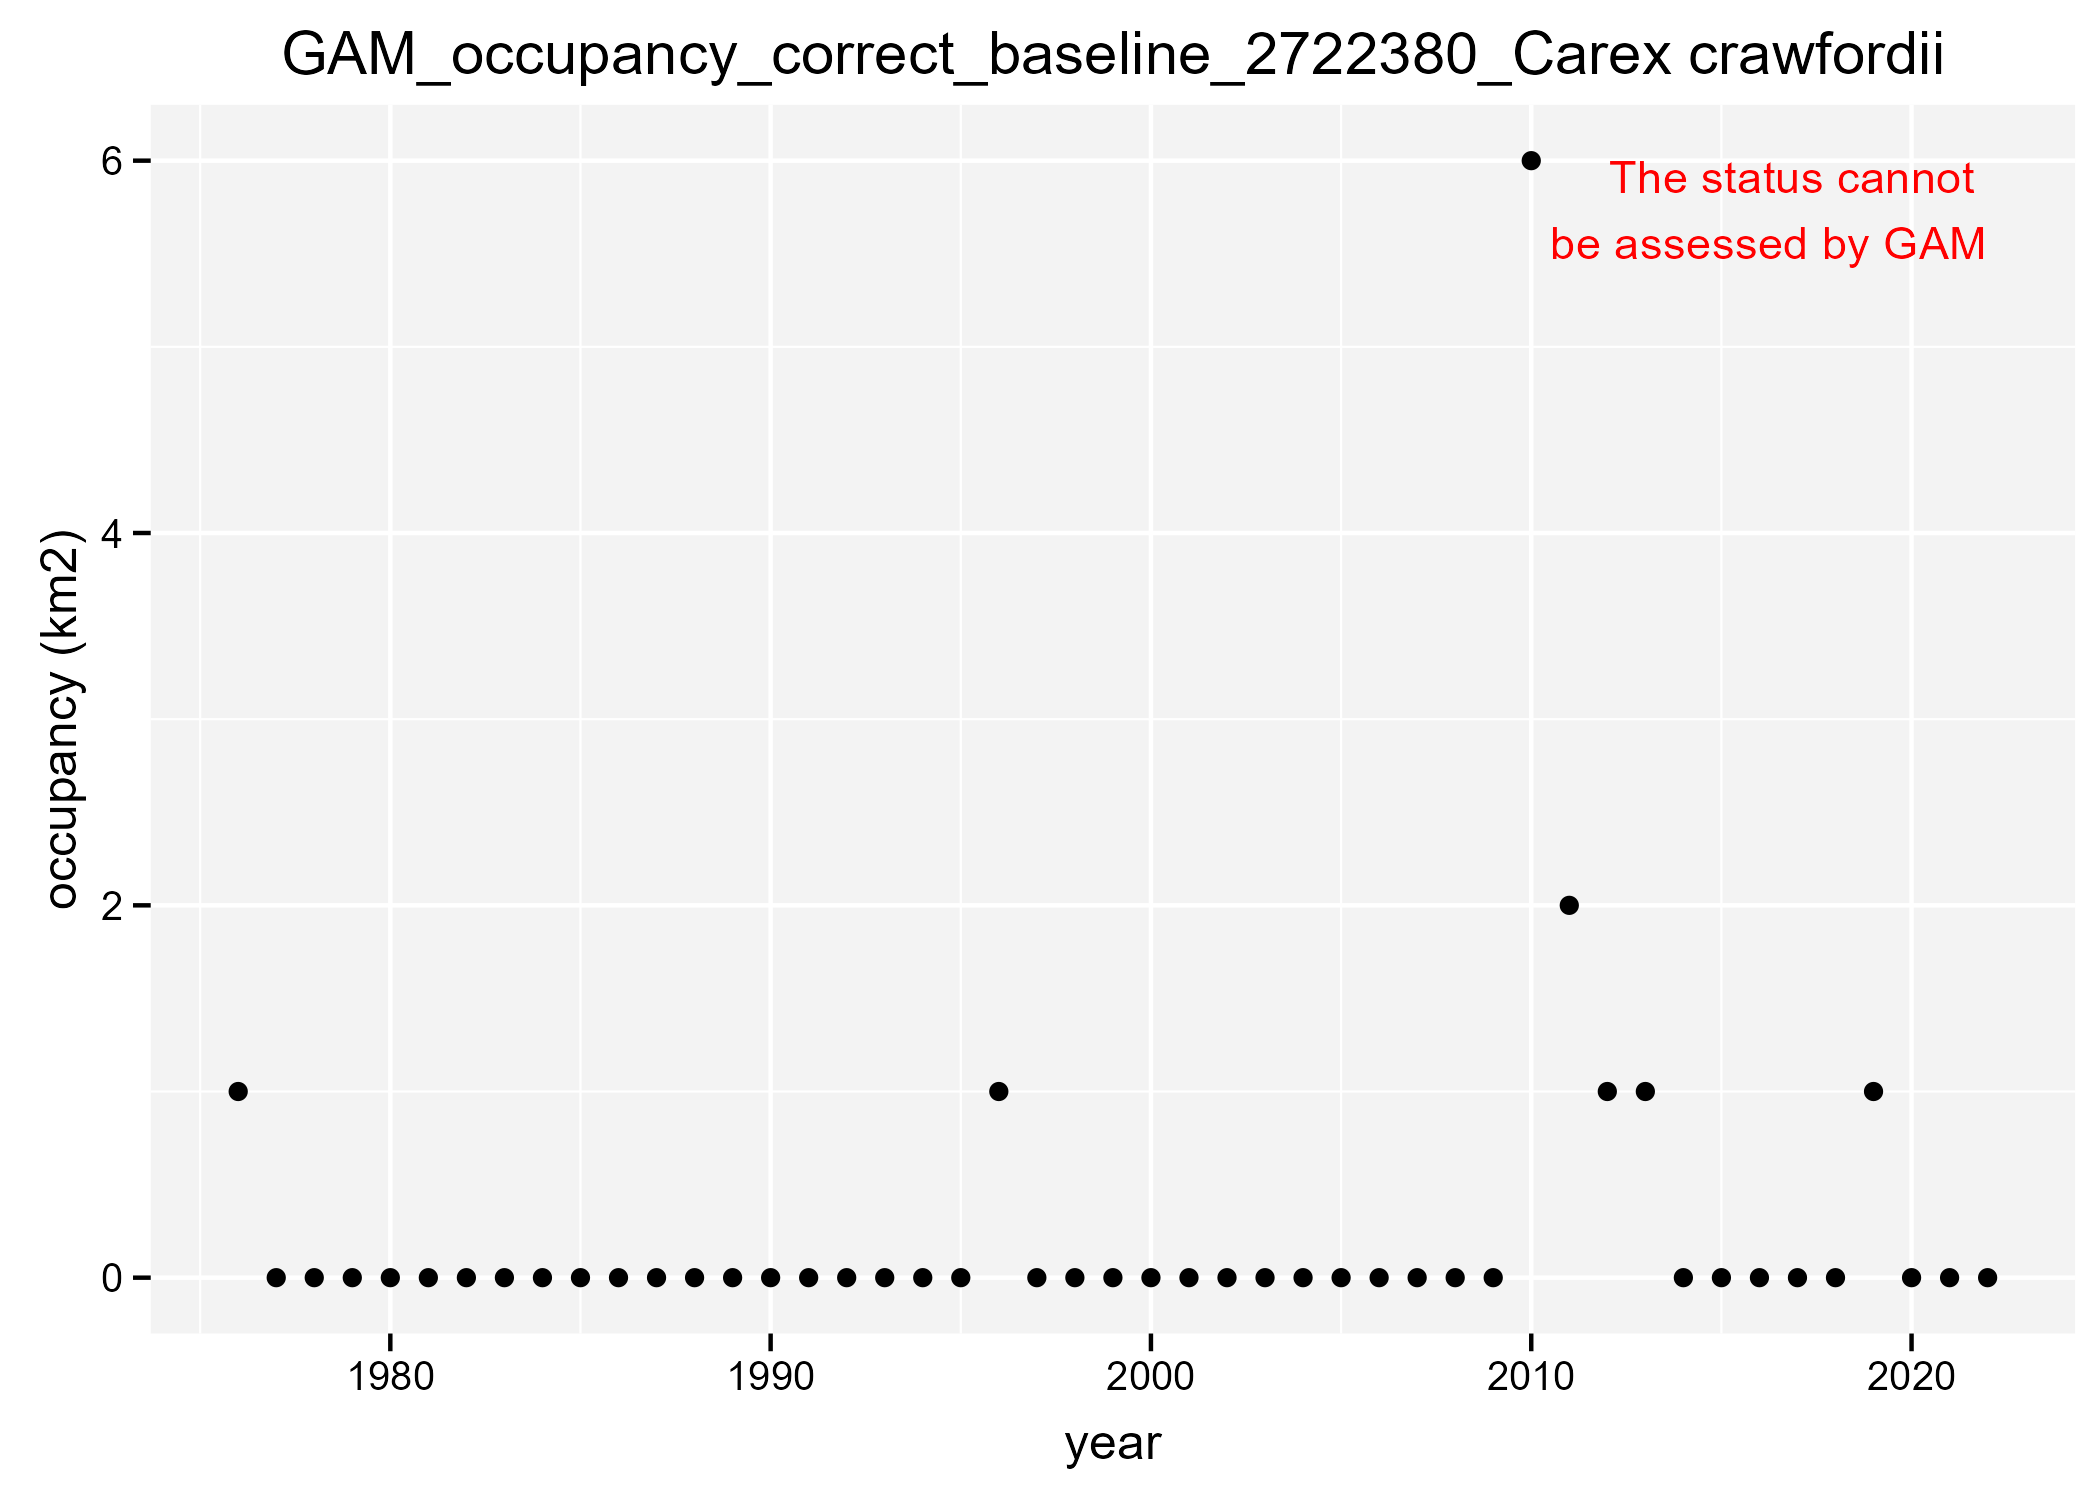 GAM_occupancy_correct_baseline_2722380_Carex crawfordii
The status cannot
be assessed by GAM
occupancy (km2)
6
4
2
0
1980 1990 2000 2010 2020
year